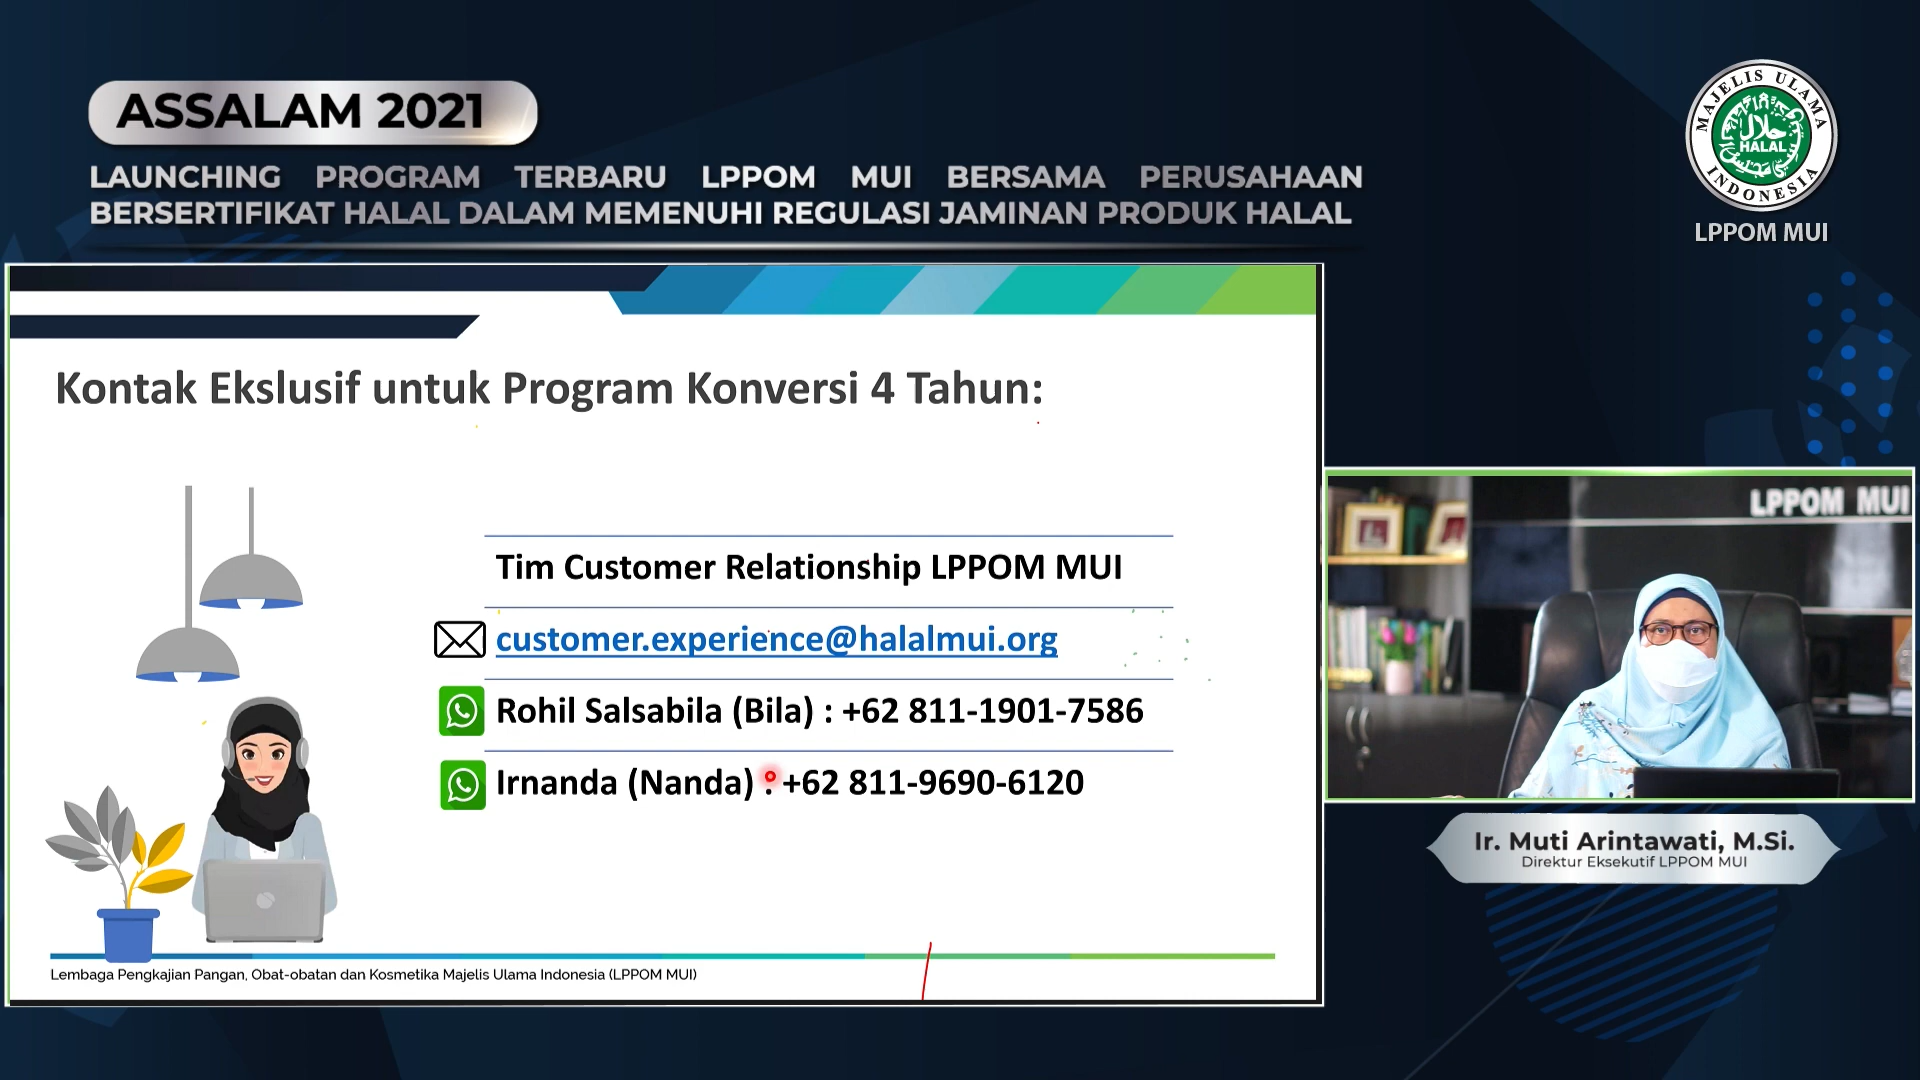 ASSALAM 2021
LAUNCHING PROGRAM TERBARU LPPOM MUI BERSAMA PERUSAHAAN
BERSERTIFIKAT HALAL DALAM MEMENUHI REGULASI JAMINAN PRODUK HALAL
MAJELIS ULAMA
حلال
HALAL
INDONESIA
LPPOM MUI
Kontak Ekslusif untuk Program Konversi 4 Tahun:
Tim Customer Relationship LPPOM MUI
customer.experience@halalmui.org
Rohil Salsabila (Bila) : +62 811-1901-7586
Irnanda (Nanda) : +62 811-9690-6120
Lembaga Pengkajian Pangan, Obat-obatan dan Kosmetika Majelis Ulama Indonesia (LPPOM MUI)
LPPOM MUI
Ir. Muti Arintawati, M.Si.
Direktur Eksekutif LPPOM MUI